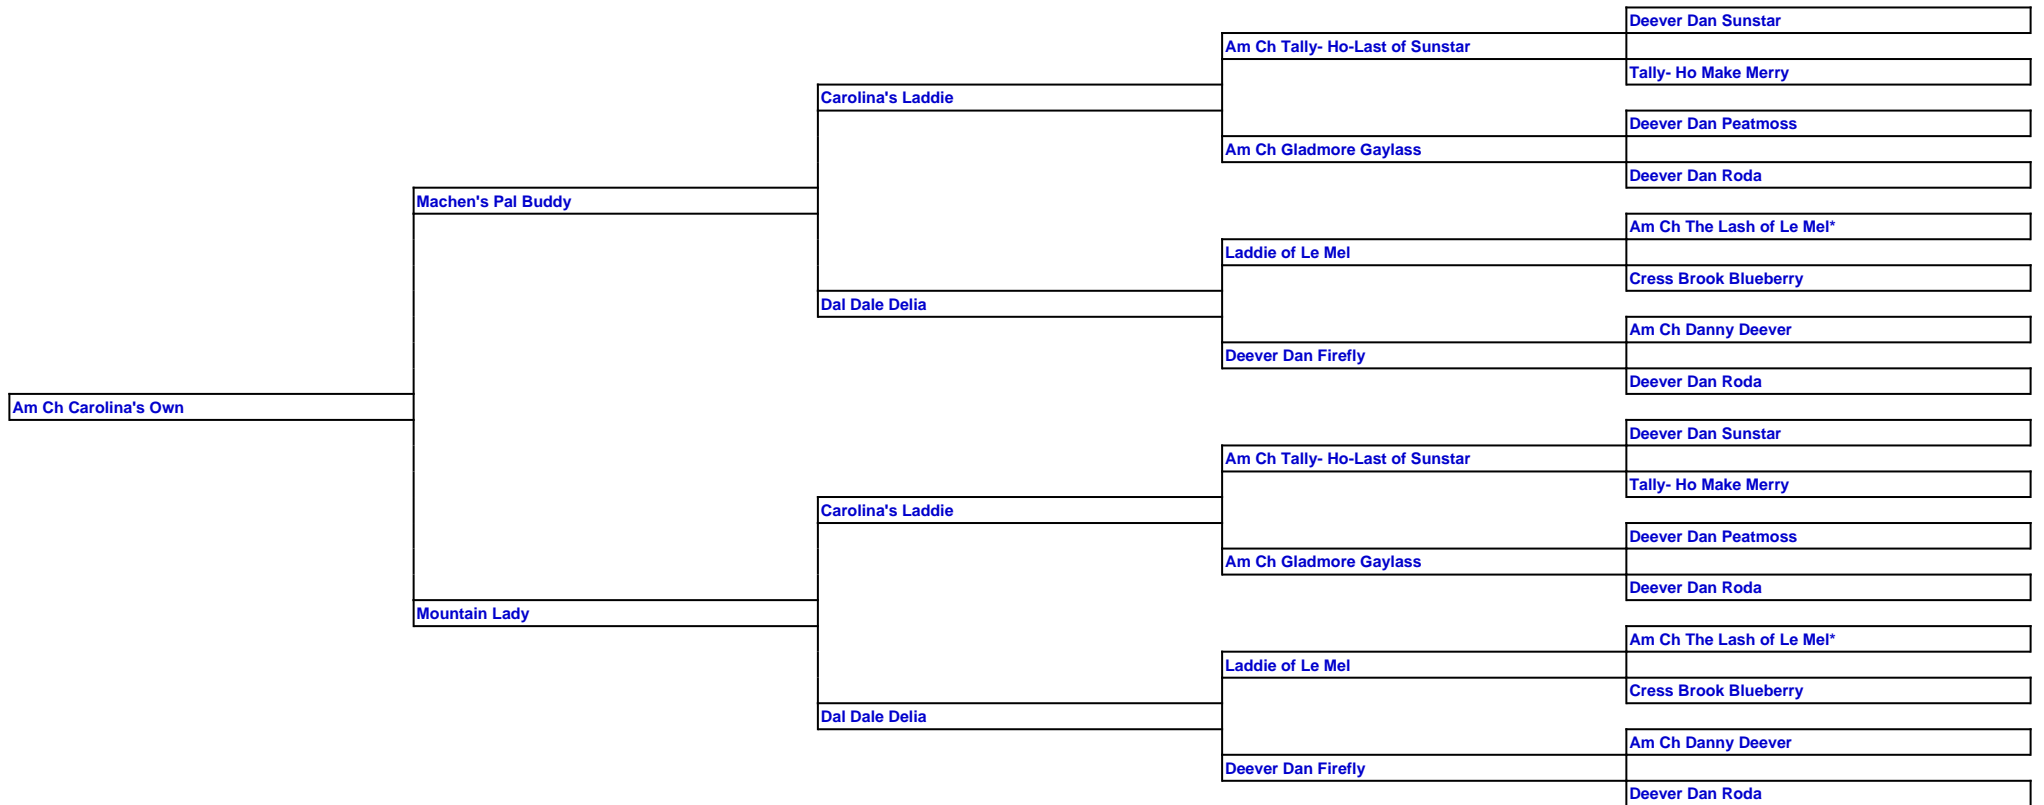 Deever Dan Sunstar
Am Ch Tally- Ho-Last of Sunstar
Tally- Ho Make Merry
Carolina's Laddie
Deever Dan Peatmoss
Am Ch Gladmore Gaylass
Deever Dan Roda
Machen's Pal Buddy
Am Ch The Lash of Le Mel*
Laddie of Le Mel
Cress Brook Blueberry
Dal Dale Delia
Am Ch Danny Deever
Deever Dan Firefly
Deever Dan Roda
Am Ch Carolina's Own
Deever Dan Sunstar
Am Ch Tally- Ho-Last of Sunstar
Tally- Ho Make Merry
Carolina's Laddie
Deever Dan Peatmoss
Am Ch Gladmore Gaylass
Deever Dan Roda
Mountain Lady
Am Ch The Lash of Le Mel*
Laddie of Le Mel
Cress Brook Blueberry
Dal Dale Delia
Am Ch Danny Deever
Deever Dan Firefly
Deever Dan Roda